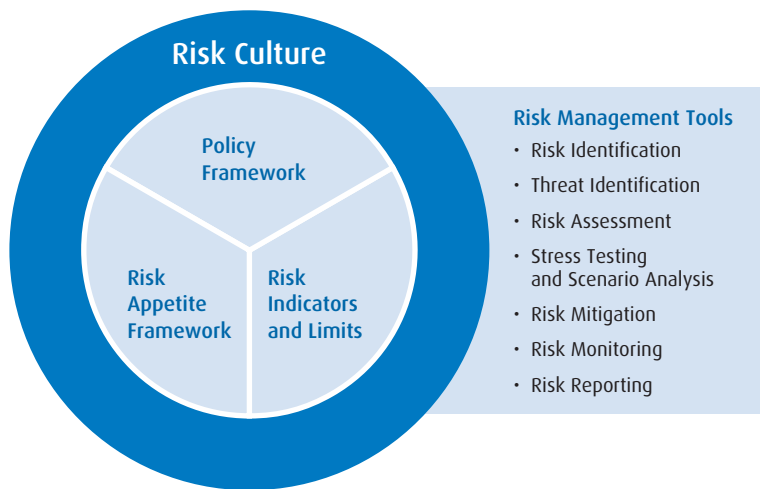 Risk Culture
Policy
Framework
Risk
Appetite
Framework
Risk
Indicators
and Limits
Risk Management Tools
· Risk Identification
· Threat Identification
· Risk Assessment
· Stress Testing
and Scenario Analysis
· Risk Mitigation
· Risk Monitoring
· Risk Reporting